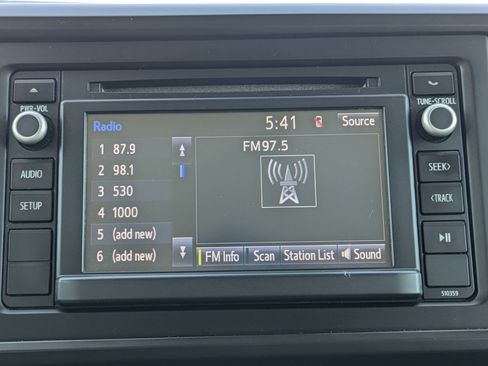 PWR•VOL
TUNE•SCROLL
Radio
5:41
Source
FM97.5
1 87.9
2 98.1
3 530
4 1000
5 (add new)
6 (add new)
FM Info
Scan
Station List
Sound
AUDIO
SETUP
SEEK>
<TRACK
510359